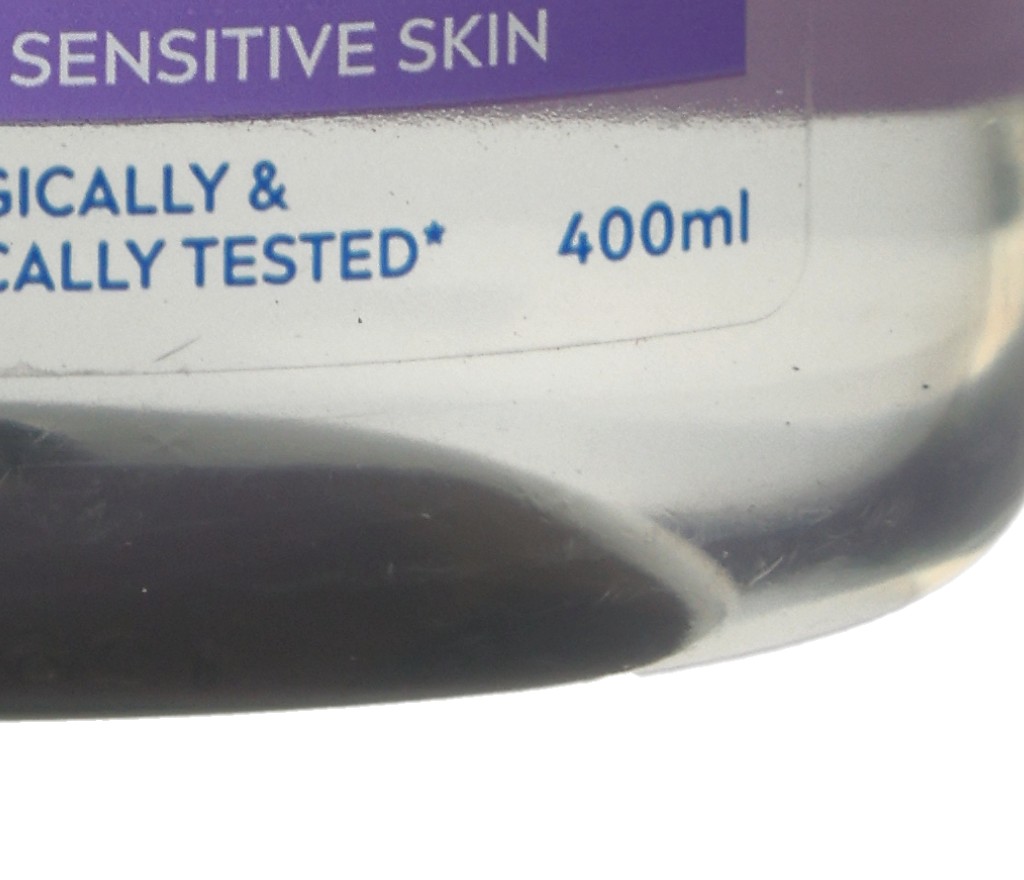 SENSITIVE SKIN
GICALLY &
CALLY TESTED*
400ml